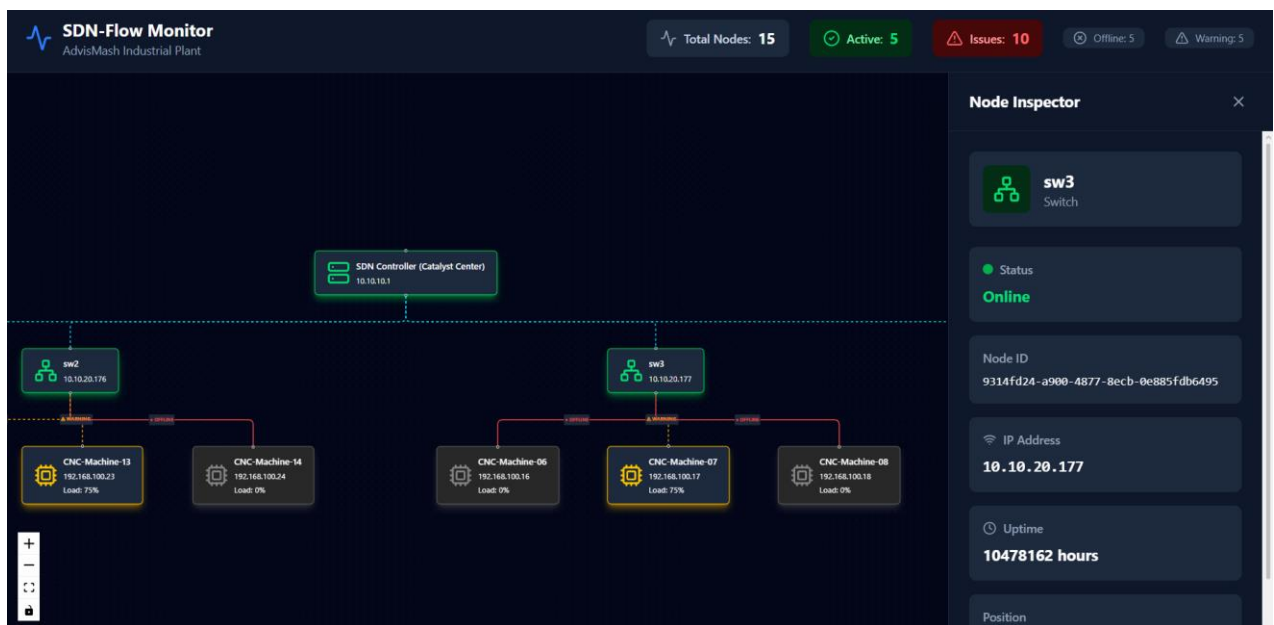 SDN-Flow Monitor
AdvisMash Industrial Plant
Total Nodes: 15
Active: 5
Issues: 10
Offline: 5
Warning: 5
SDN Controller (Catalyst Center)
10.10.10.1
sw2
10.10.20.176
sw3
10.10.20.177
WARNING
OFFLINE
OFFLINE
WARNING
OFFLINE
CNC-Machine-13
192.168.100.23
Load: 75%
CNC-Machine-14
192.168.100.24
Load: 0%
CNC-Machine-06
192.168.100.16
Load: 0%
CNC-Machine-07
192.168.100.17
Load: 75%
CNC-Machine-08
192.168.100.18
Load: 0%
Node Inspector
sw3
Switch
Status
Online
Node ID
9314fd24-a900-4877-8ecb-0e885fdb6495
IP Address
10.10.20.177
Uptime
10478162 hours
Position